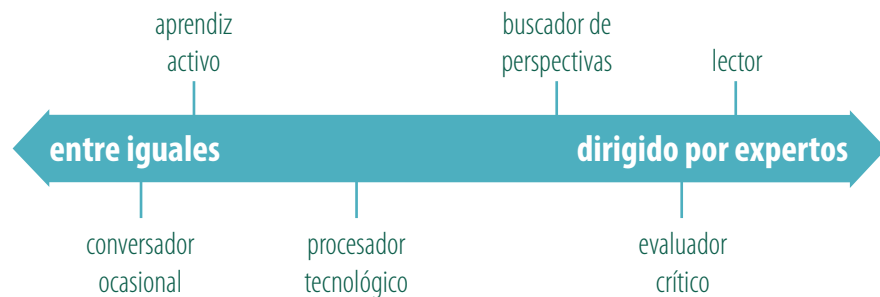 aprendiz
activo
buscador de
perspectivas
lector
entre iguales
dirigido por expertos
conversador
ocasional
procesador
tecnológico
evaluador
crítico